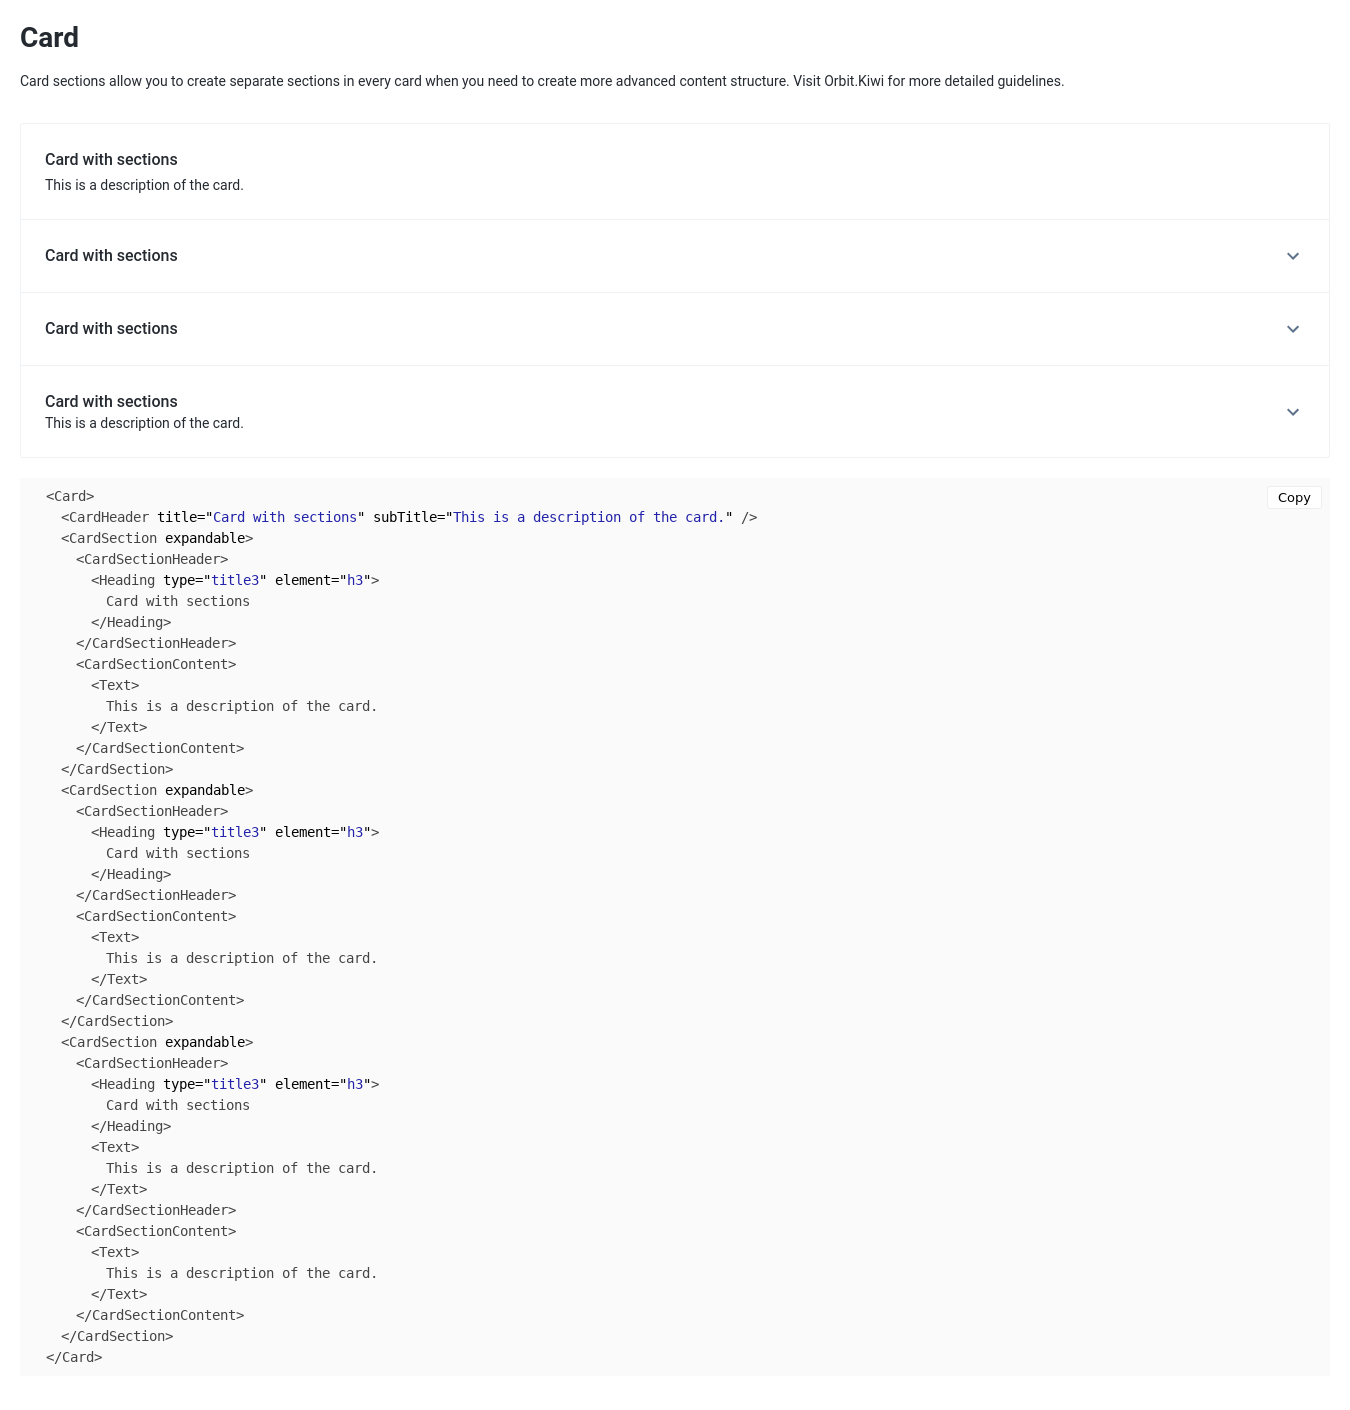 Card
Card sections allow you to create separate sections in every card when you need to create more advanced content structure. Visit Orbit.Kiwi for more detailed guidelines.
Card with sections
This is a description of the card.
Card with sections
Card with sections
Card with sections
This is a description of the card.
Copy
<Card>
  <CardHeader title="Card with sections" subTitle="This is a description of the card." />
  <CardSection expandable>
    <CardSectionHeader>
      <Heading type="title3" element="h3">
        Card with sections
      </Heading>
    </CardSectionHeader>
    <CardSectionContent>
      <Text>
        This is a description of the card.
      </Text>
    </CardSectionContent>
  </CardSection>
  <CardSection expandable>
    <CardSectionHeader>
      <Heading type="title3" element="h3">
        Card with sections
      </Heading>
    </CardSectionHeader>
    <CardSectionContent>
      <Text>
        This is a description of the card.
      </Text>
    </CardSectionContent>
  </CardSection>
  <CardSection expandable>
    <CardSectionHeader>
      <Heading type="title3" element="h3">
        Card with sections
      </Heading>
      <Text>
        This is a description of the card.
      </Text>
    </CardSectionHeader>
    <CardSectionContent>
      <Text>
        This is a description of the card.
      </Text>
    </CardSectionContent>
  </CardSection>
</Card>